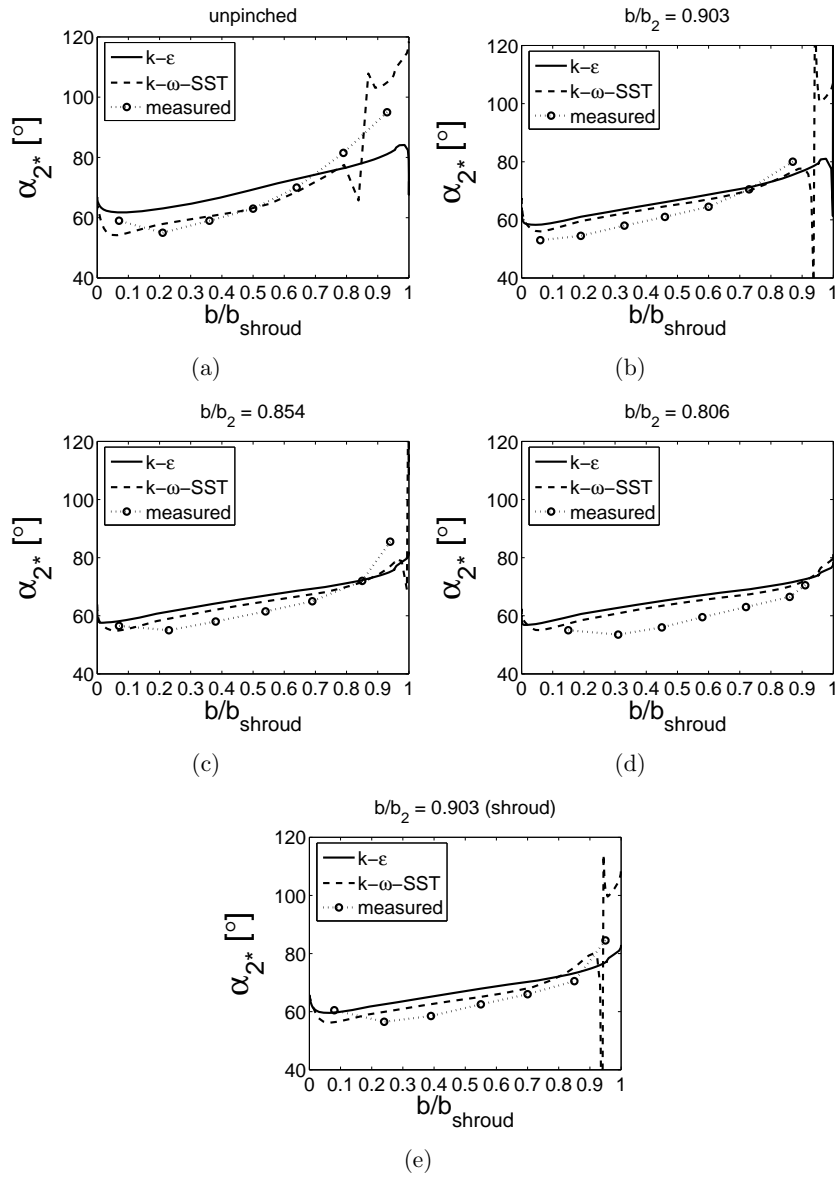 unpinched
120
100
80
60
40
α2* [°]
k-ε
k-ω-SST
measured
0 0.1 0.2 0.3 0.4 0.5 0.6 0.7 0.8 0.9 1
b/bshroud
(a)
b/b2 = 0.903
120
100
80
60
40
α2* [°]
k-ε
k-ω-SST
measured
0 0.1 0.2 0.3 0.4 0.5 0.6 0.7 0.8 0.9 1
b/bshroud
(b)
b/b2 = 0.854
120
100
80
60
40
α2* [°]
k-ε
k-ω-SST
measured
0 0.1 0.2 0.3 0.4 0.5 0.6 0.7 0.8 0.9 1
b/bshroud
(c)
b/b2 = 0.806
120
100
80
60
40
α2* [°]
k-ε
k-ω-SST
measured
0 0.1 0.2 0.3 0.4 0.5 0.6 0.7 0.8 0.9 1
b/bshroud
(d)
b/b2 = 0.903 (shroud)
120
100
80
60
40
α2* [°]
k-ε
k-ω-SST
measured
0 0.1 0.2 0.3 0.4 0.5 0.6 0.7 0.8 0.9 1
b/bshroud
(e)